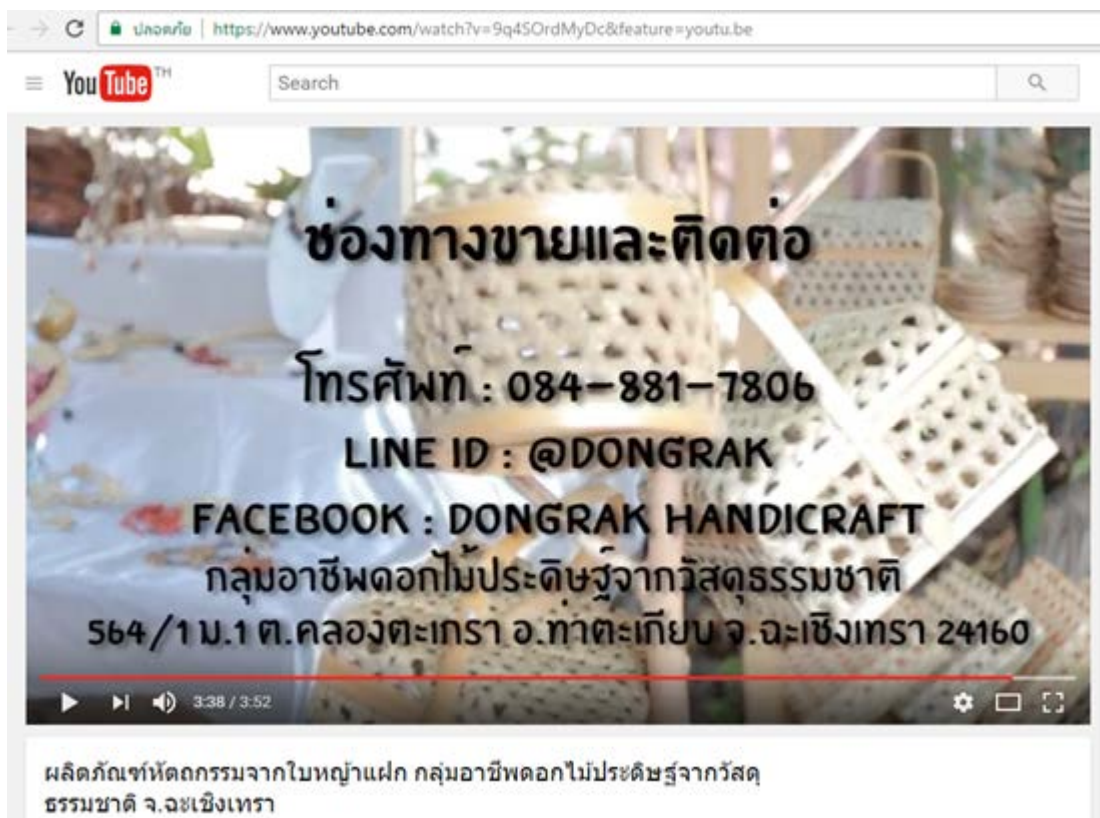 ปลอดภัย | https://www.youtube.com/watch?v=9q4SOrdMyDc&feature=youtu.be
YouTube TH
Search
ช่องทางขายและติดต่อ
โทรศัพท์ : 084-881-7806
LINE ID : @DONGRAK
FACEBOOK : DONGRAK HANDICRAFT
กลุ่มอาชีพดอกไม้ประดิษฐ์จากวัสดุธรรมชาติ
564/1 ม.1 ต.คลองตะเกรา อ.ท่าตะเกียบ จ.ฉะเชิงเทรา 24160
3:38 / 3:52
ผลิตภัณฑ์หัตถกรรมจากใบหญ้าแฝก กลุ่มอาชีพดอกไม้ประดิษฐ์จากวัสดุ
ธรรมชาติ จ.ฉะเชิงเทรา